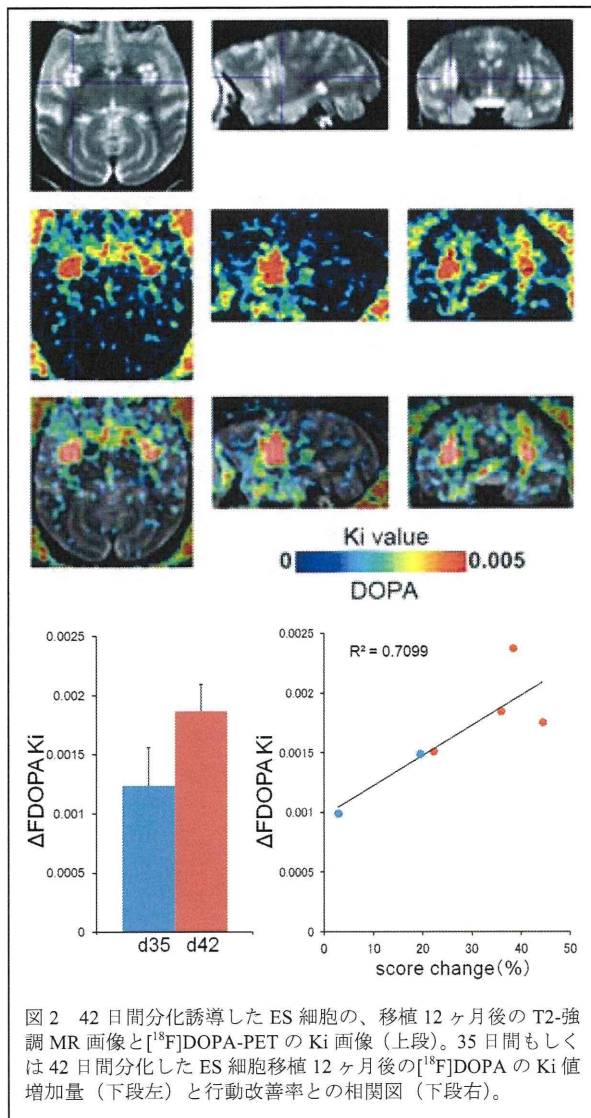 Ki value
0 0.005
DOPA
ΔFDOPA Ki
0.0025
0.002
0.0015
0.001
0.0005
0
d35 d42
ΔFDOPA Ki
0.0025
0.002
0.0015
0.001
0.0005
0
R² = 0.7099
0 10 20 30 40 50
score change(%)
図 2 42 日間分化誘導した ES 細胞の、移植 12 ヶ月後の T2-強
調 MR 画像と[¹⁸F]DOPA-PET の Ki 画像（上段）。35 日間もし
くは 42 日間分化した ES 細胞移植 12 ヶ月後の[¹⁸F]DOPA の Ki 値
増加量（下段左）と行動改善率との相関図（下段右）。